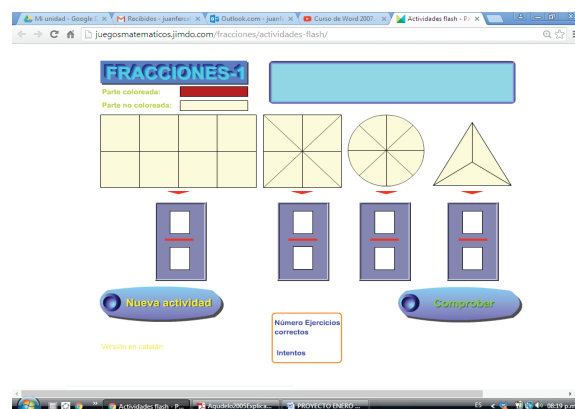 Mi unidad - Google
Recibidos - juanferc
Outlook.com - juan
Curso de Word 2007.
Actividades flash - P
juegosmatematicos.jimdo.com/fracciones/actividades-flash/
FRACCIONES-1
Parte coloreada:
Parte no coloreada:
Nueva actividad
Comprobar
Número Ejercicios
correctos
Intentos
Versión en catalán
Actividades flash - P...
Agudelo2005Explica...
PROYECTO ENERO ...
ES
08:19 p.m.